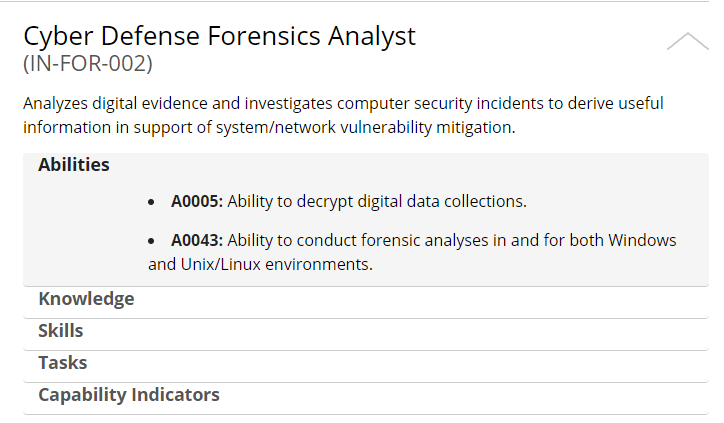 Cyber Defense Forensics Analyst
(IN-FOR-002)
Analyzes digital evidence and investigates computer security incidents to derive useful
information in support of system/network vulnerability mitigation.
Abilities
• A0005: Ability to decrypt digital data collections.
• A0043: Ability to conduct forensic analyses in and for both Windows
and Unix/Linux environments.
Knowledge
Skills
Tasks
Capability Indicators